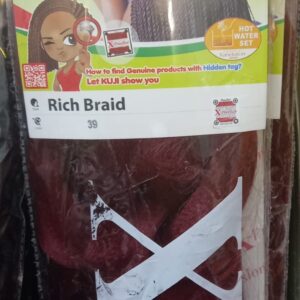 HOT
WATER
SET
How to find Genuine products with Hidden tag?
Let KUJI show you
Rich Braid
39